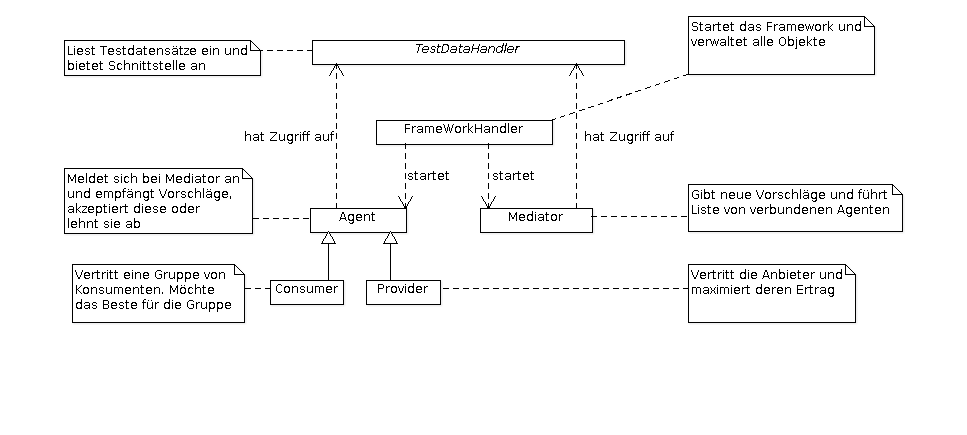 Startet das Framework und
verwaltet alle Objekte
Liest Testdatensätze ein und
bietet Schnittstelle an
TestDataHandler
FrameWorkHandler
hat Zugriff auf
hat Zugriff auf
startet
startet
Meldet sich bei Mediator an
und empfängt Vorschläge,
akzeptiert diese oder
lehnt sie ab
Agent
Mediator
Gibt neue Vorschläge und führt
Liste von verbundenen Agenten
Vertritt eine Gruppe von
Konsumenten. Möchte
das Beste für die Gruppe
Consumer
Provider
Vertritt die Anbieter und
maximiert deren Ertrag